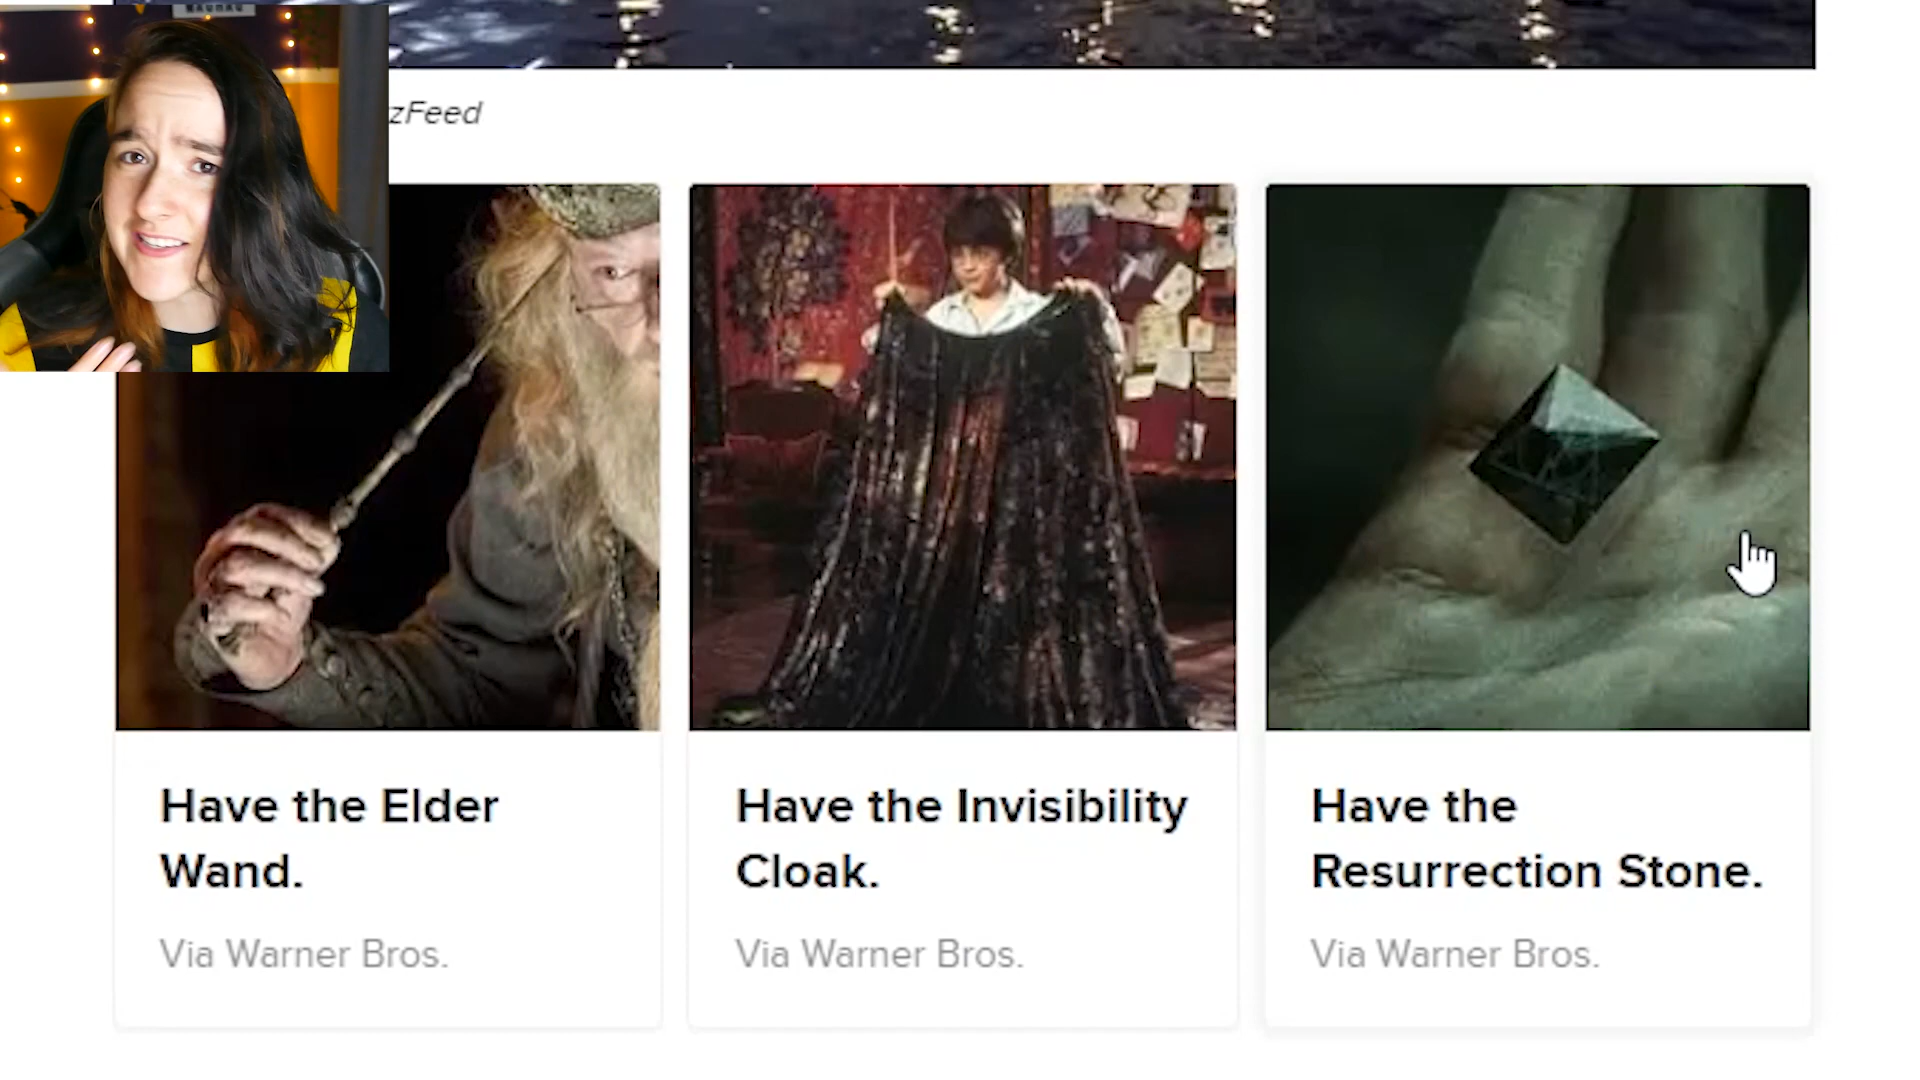 zFeed
Have the Elder
Wand.
Via Warner Bros.
Have the Invisibility
Cloak.
Via Warner Bros.
Have the
Resurrection Stone.
Via Warner Bros.